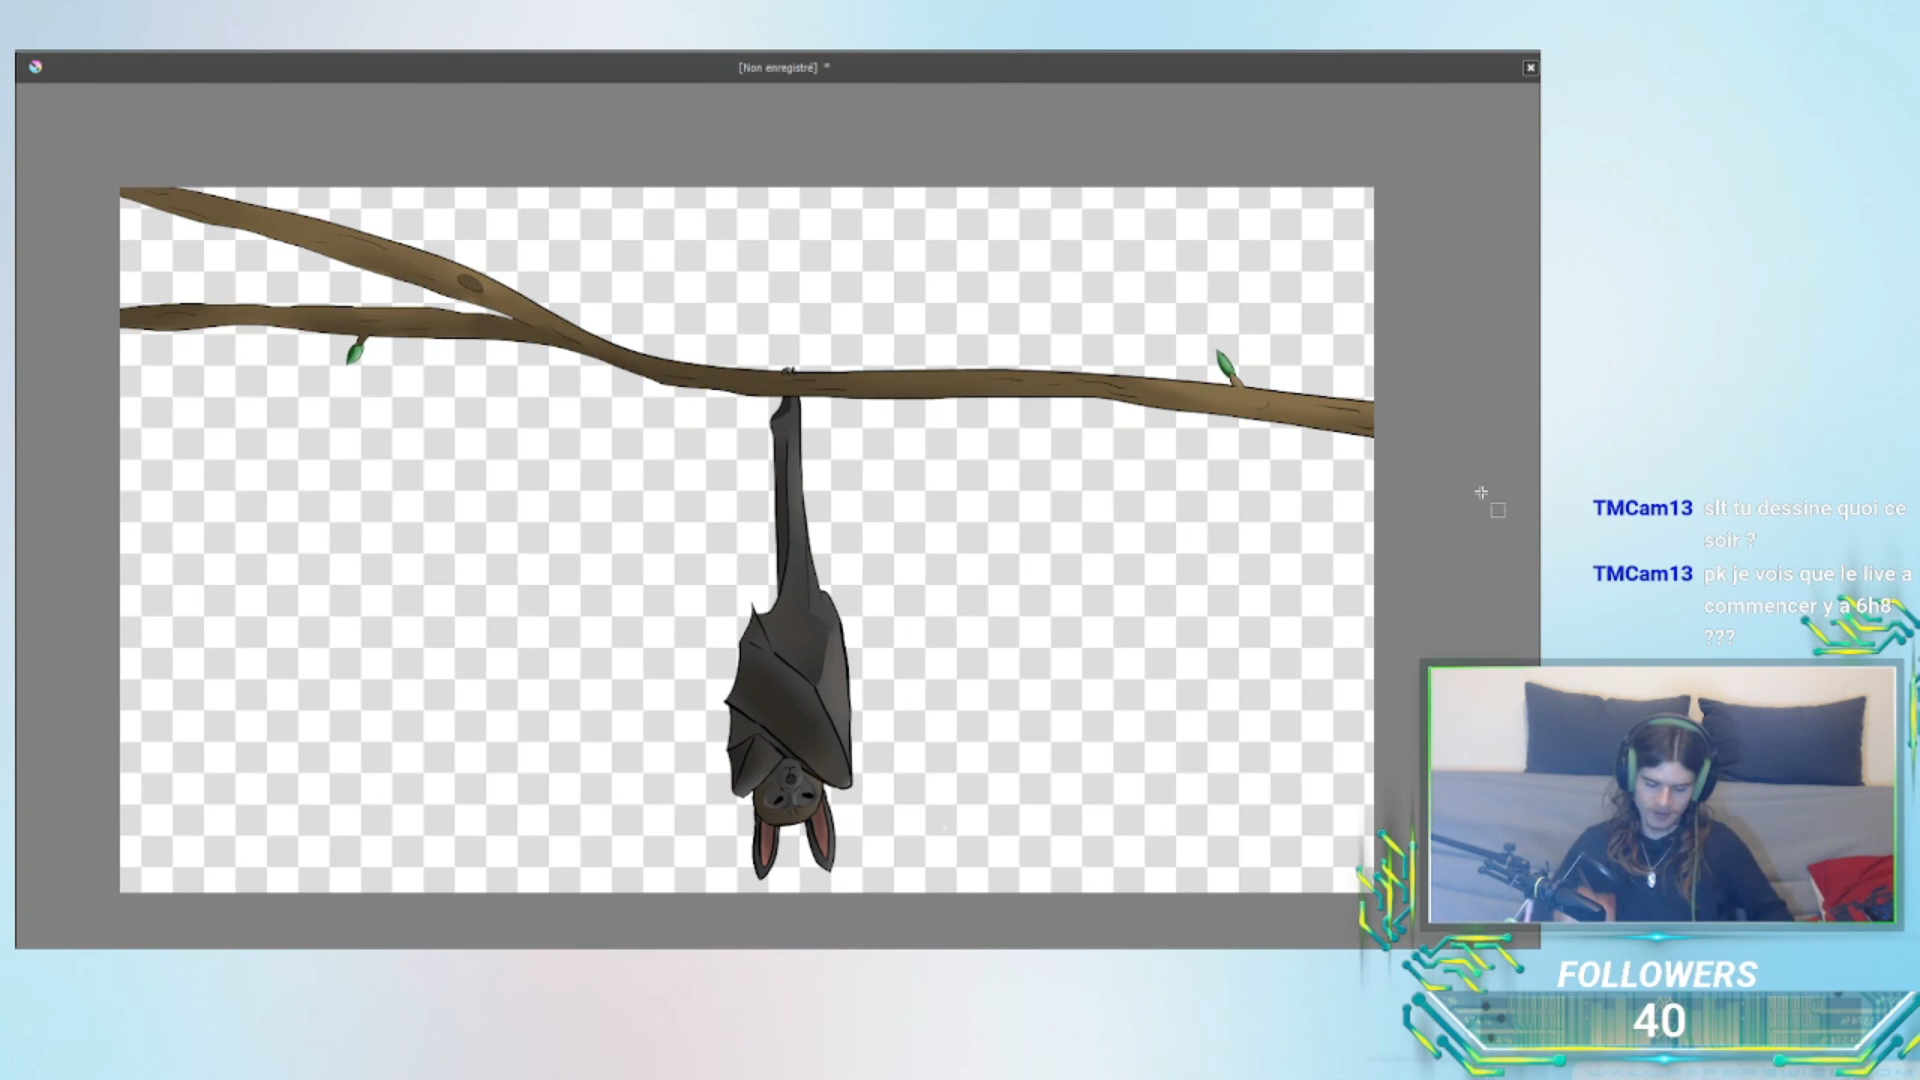 [Non enregistré] *
TMCam13 slt tu dessine quoi ce
soir ?
TMCam13 pk je vois que le live a
commencer y a 6h8
???
FOLLOWERS
40